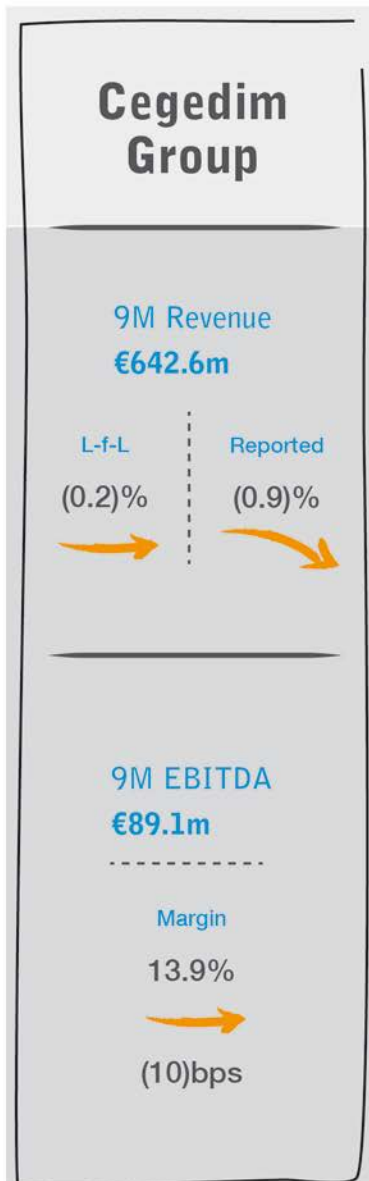 Cegedim
Group
9M Revenue
€642.6m
L-f-L
Reported
(0.2)%
(0.9)%
9M EBITDA
€89.1m
Margin
13.9%
(10)bps